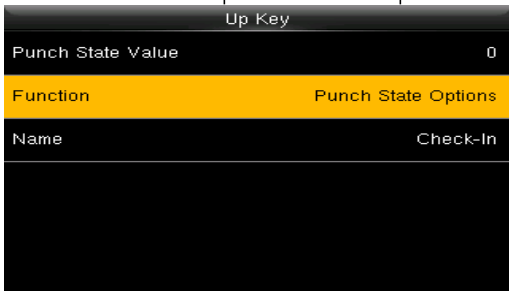 Up Key
Punch State Value 0
Function Punch State Options
Name Check-In